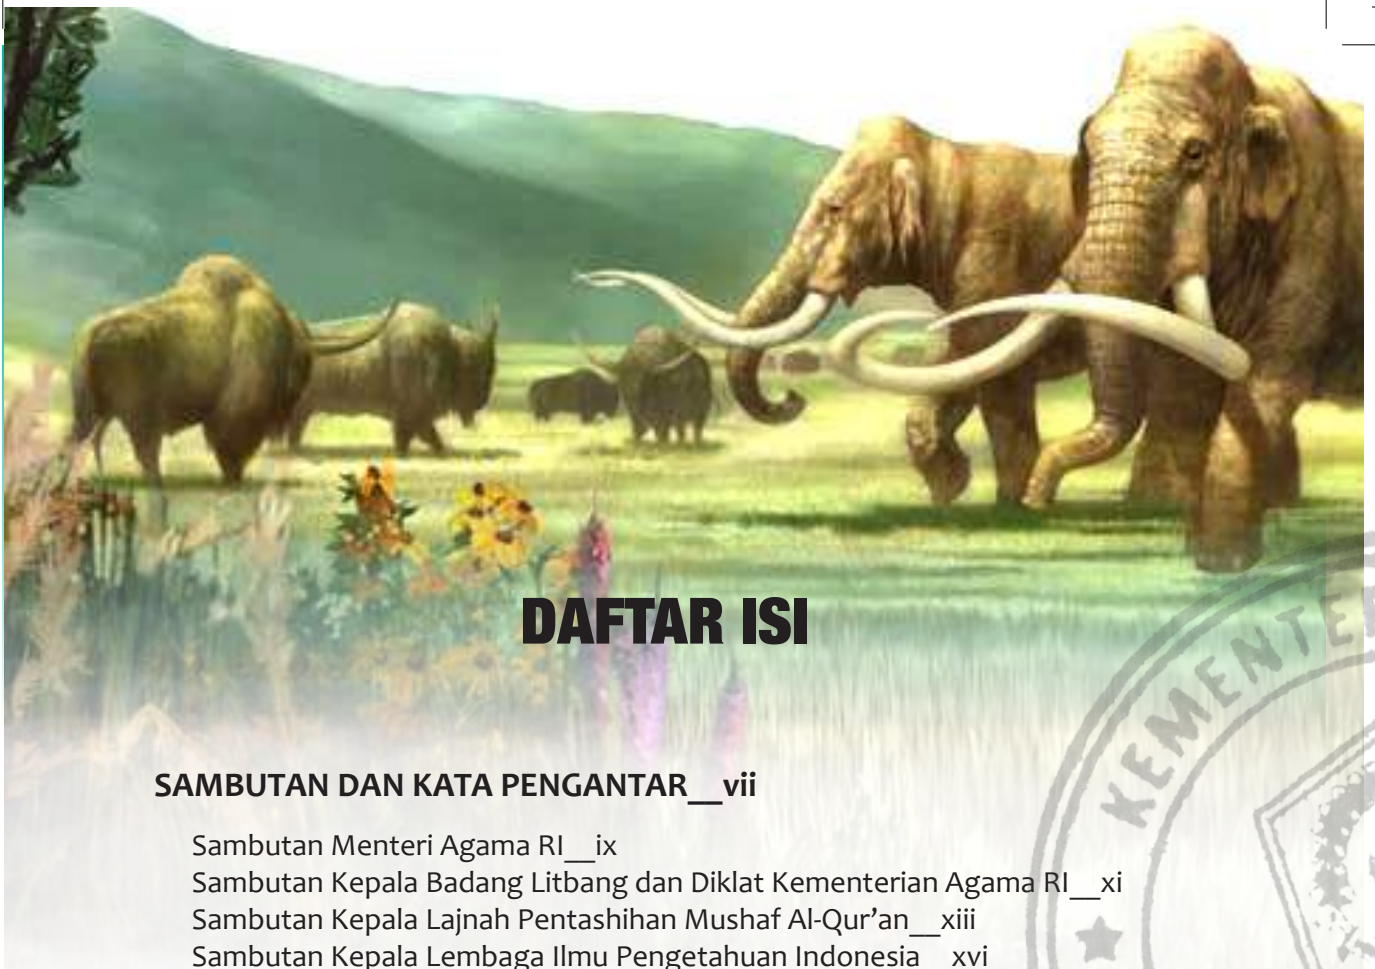 DAFTAR ISI
SAMBUTAN DAN KATA PENGANTAR__vii
Sambutan Menteri Agama RI__ix
Sambutan Kepala Badang Litbang dan Diklat Kementerian Agama RI__xi
Sambutan Kepala Lajnah Pentashihan Mushaf Al-Qur’an__xiii
Sambutan Kepala Lembaga Ilmu Pengetahuan Indonesia__xvi